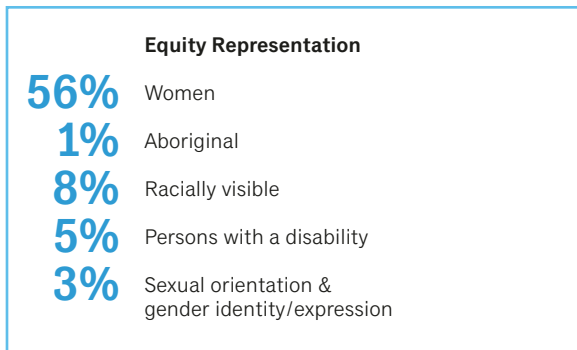 Equity Representation
56% Women
1% Aboriginal
8% Racially visible
5% Persons with a disability
3% Sexual orientation &
gender identity/expression